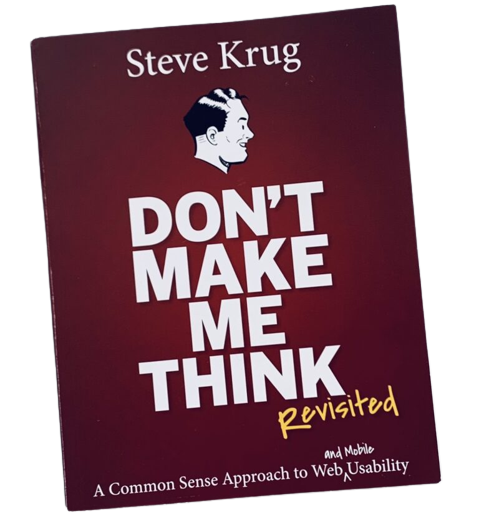 Steve Krug
DON'T
MAKE
ME
THINK
Revisited
and Mobile
A Common Sense Approach to Web Usability